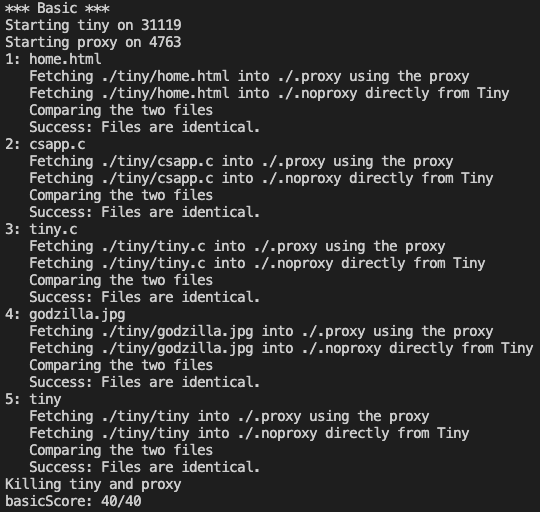 *** Basic ***
Starting tiny on 31119
Starting proxy on 4763
1: home.html
   Fetching ./tiny/home.html into ./.proxy using the proxy
   Fetching ./tiny/home.html into ./.noproxy directly from Tiny
   Comparing the two files
   Success: Files are identical.
2: csapp.c
   Fetching ./tiny/csapp.c into ./.proxy using the proxy
   Fetching ./tiny/csapp.c into ./.noproxy directly from Tiny
   Comparing the two files
   Success: Files are identical.
3: tiny.c
   Fetching ./tiny/tiny.c into ./.proxy using the proxy
   Fetching ./tiny/tiny.c into ./.noproxy directly from Tiny
   Comparing the two files
   Success: Files are identical.
4: godzilla.jpg
   Fetching ./tiny/godzilla.jpg into ./.proxy using the proxy
   Fetching ./tiny/godzilla.jpg into ./.noproxy directly from Tiny
   Comparing the two files
   Success: Files are identical.
5: tiny
   Fetching ./tiny/tiny into ./.proxy using the proxy
   Fetching ./tiny/tiny into ./.noproxy directly from Tiny
   Comparing the two files
   Success: Files are identical.
Killing tiny and proxy
basicScore: 40/40